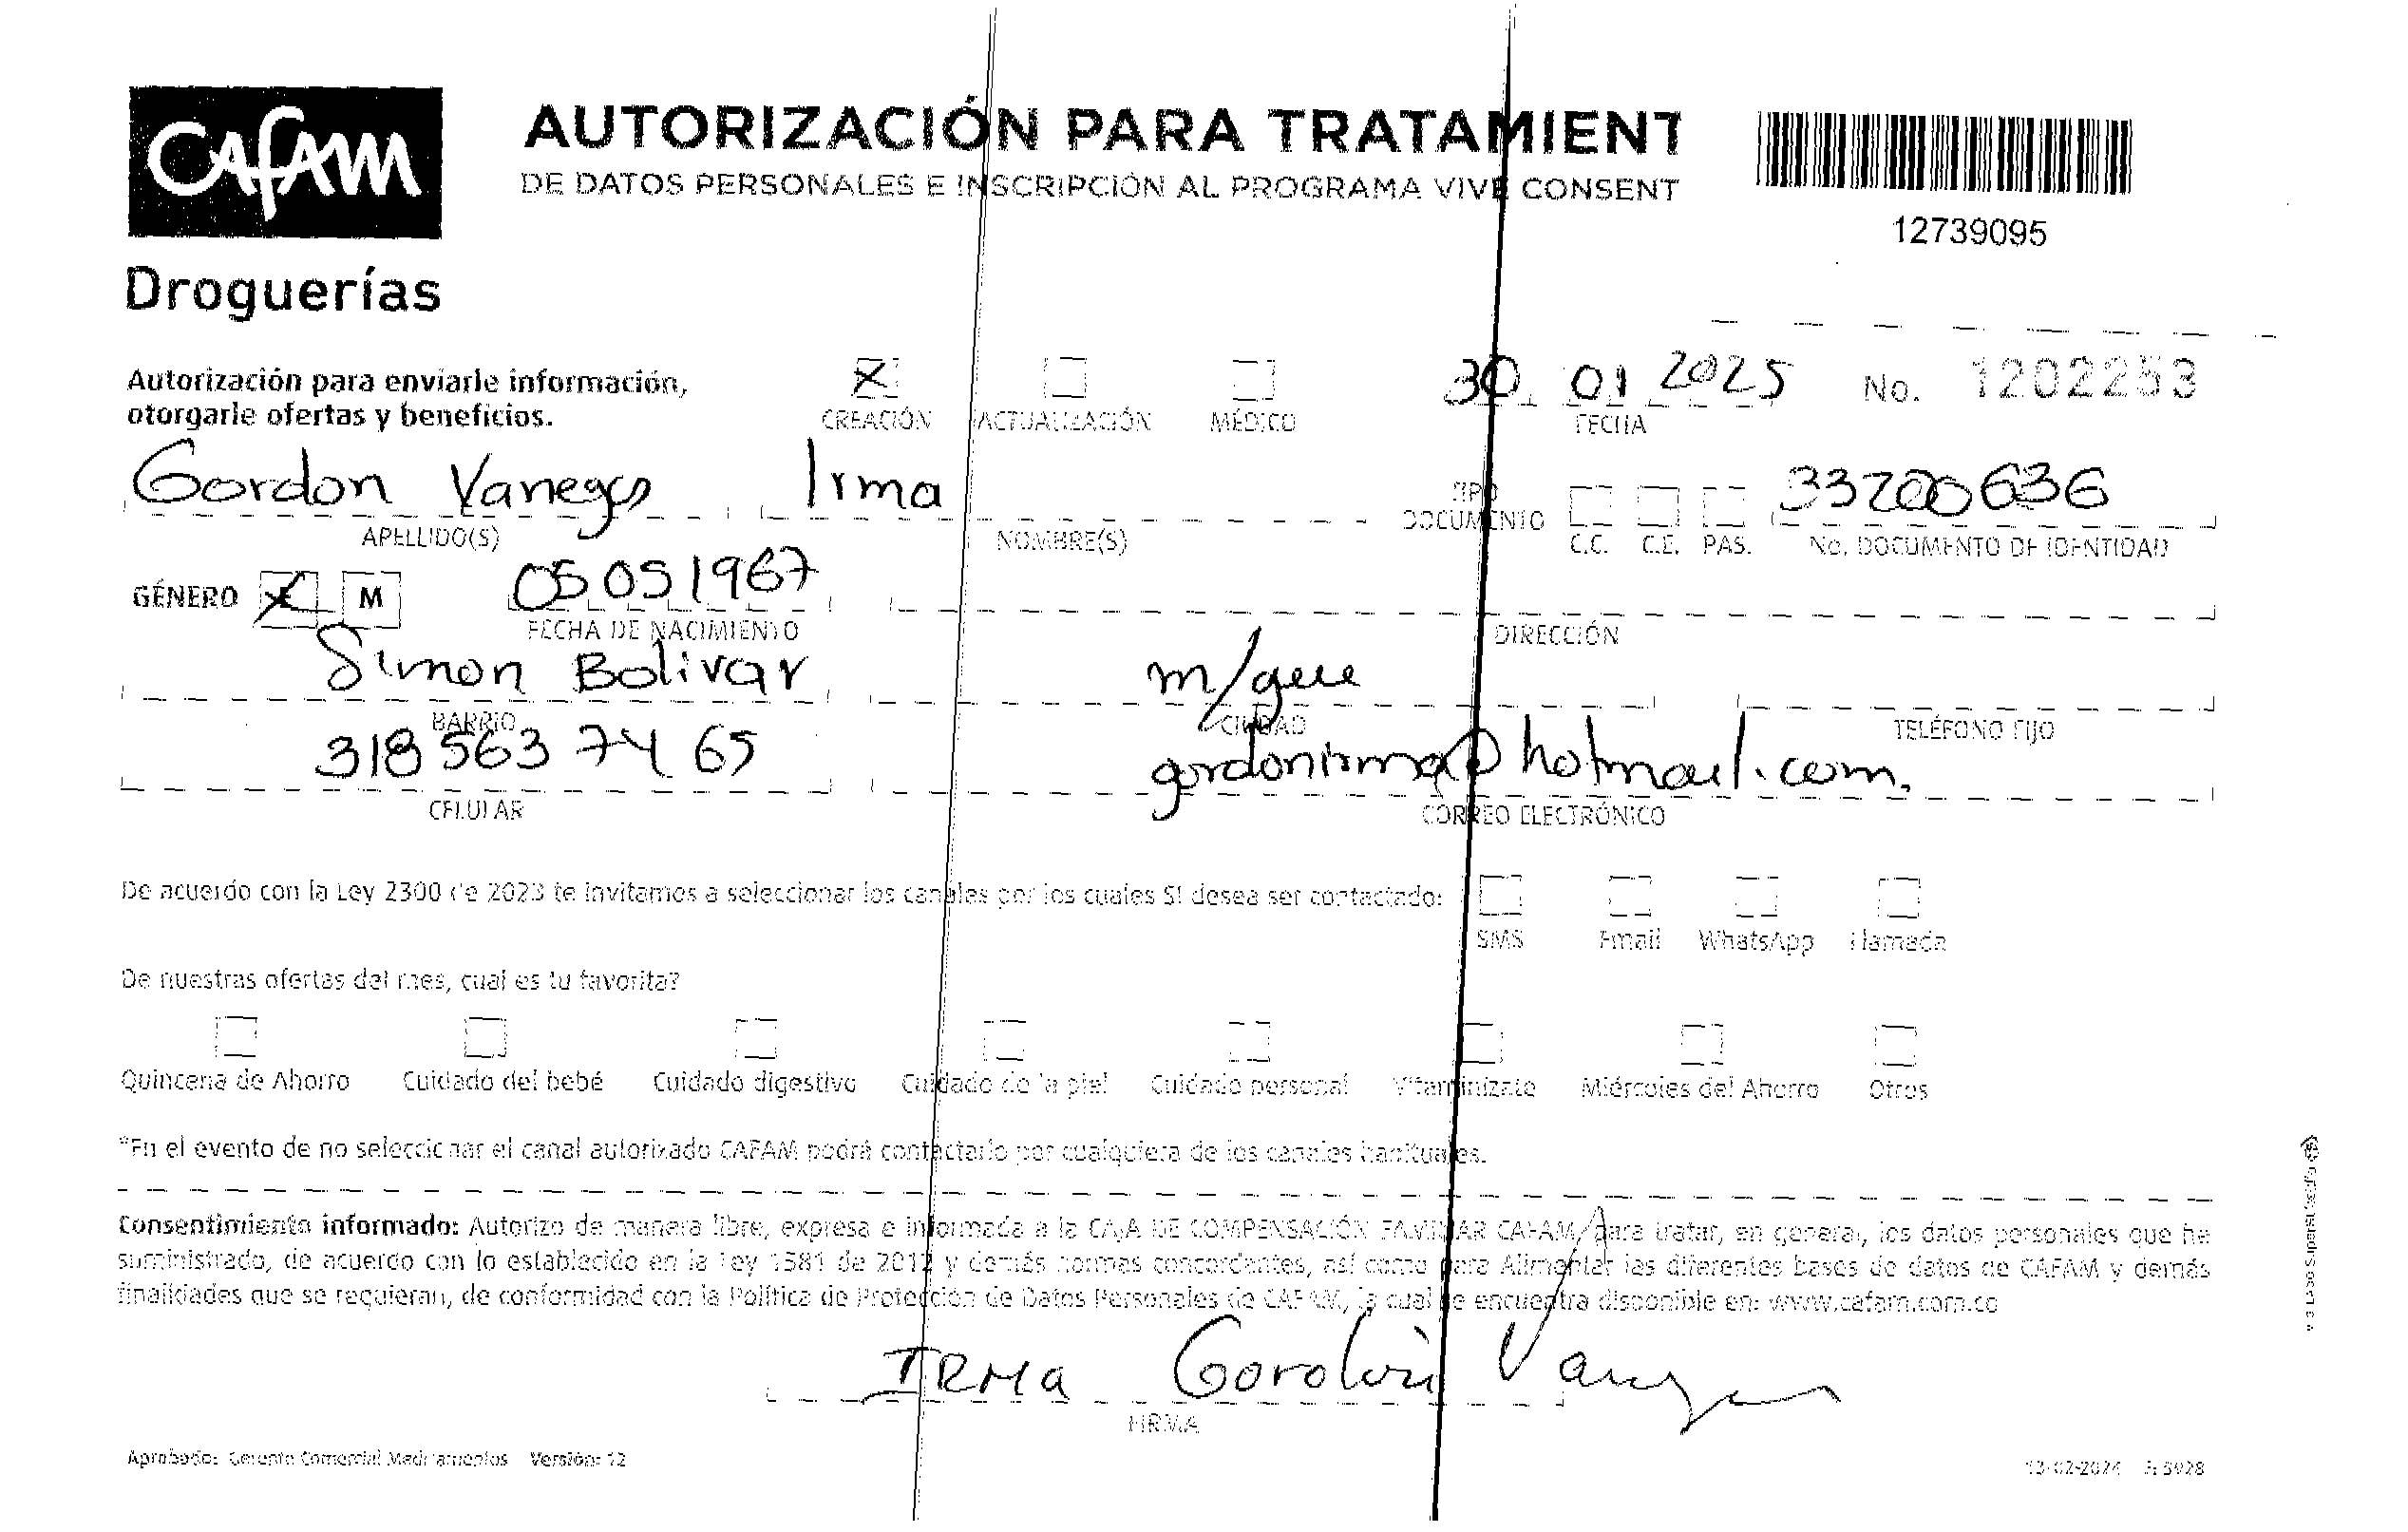 CAFAM
Droguerías
AUTORIZACIÓN PARA TRATAMIENT
DE DATOS PERSONALES E INSCRIPCIÓN AL PROGRAMA VIVE CONSENT
12739095
Autorización para enviarle información,
otorgarle ofertas y beneficios.
X CREACIÓN ACTUALIZACIÓN MÉDICO
30 01 2025 No. 1202253
FECHA
Gordon Vanegas Irma 33200636
APELLIDO(S) NOMBRE(S) TIPO DOCUMENTO C.C. C.E. PAS. No. DOCUMENTO DE IDENTIDAD
GÉNERO X M 05 05 1967
FECHA DE NACIMIENTO DIRECCIÓN
Simon Bolivar m/gue
BARRIO CIUDAD TELÉFONO FIJO
318 563 74 65 gordonirma@hotmail.com.
CELULAR CORREO ELECTRÓNICO
De acuerdo con la Ley 2300 de 2023 te invitamos a seleccionar los canales por los cuales SI desea ser contactado:
SMS Email WhatsApp Llamada
De nuestras ofertas del mes, cual es tu favorita?
Quincena de Ahorro Cuidado del bebé Cuidado digestivo Cuidado de la piel Cuidado personal Vitaminízate Miércoles del Ahorro Otros
*En el evento de no seleccionar el canal autorizado CAFAM podrá contactarlo por cualquiera de los canales habituales.
Consentimiento informado: Autorizo de manera libre, expresa e informada a la CAJA DE COMPENSACIÓN FAMILIAR CAFAM, para tratar, en general, los datos personales que he
suministrado, de acuerdo con lo establecido en la Ley 1581 de 2012 y demás normas concordantes, así como para Alimentar las diferentes bases de datos de CAFAM y demás
finalidades que se requieran, de conformidad con la Política de Protección de Datos Personales de CAFAM, la cual se encuentra disponible en: www.cafam.com.co
IRMA Gordon Vanegas
FIRMA
Aprobado: Gerente Comercial Medicamentos Versión: 12
13-02-2024